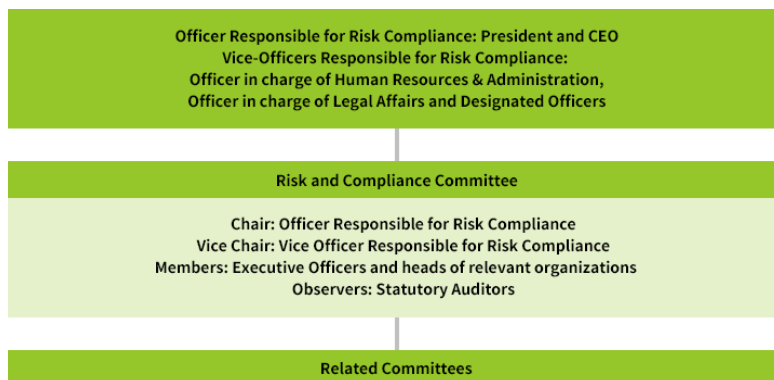 Officer Responsible for Risk Compliance: President and CEO
Vice-Officers Responsible for Risk Compliance:
Officer in charge of Human Resources & Administration,
Officer in charge of Legal Affairs and Designated Officers
Risk and Compliance Committee
Chair: Officer Responsible for Risk Compliance
Vice Chair: Vice Officer Responsible for Risk Compliance
Members: Executive Officers and heads of relevant organizations
Observers: Statutory Auditors
Related Committees